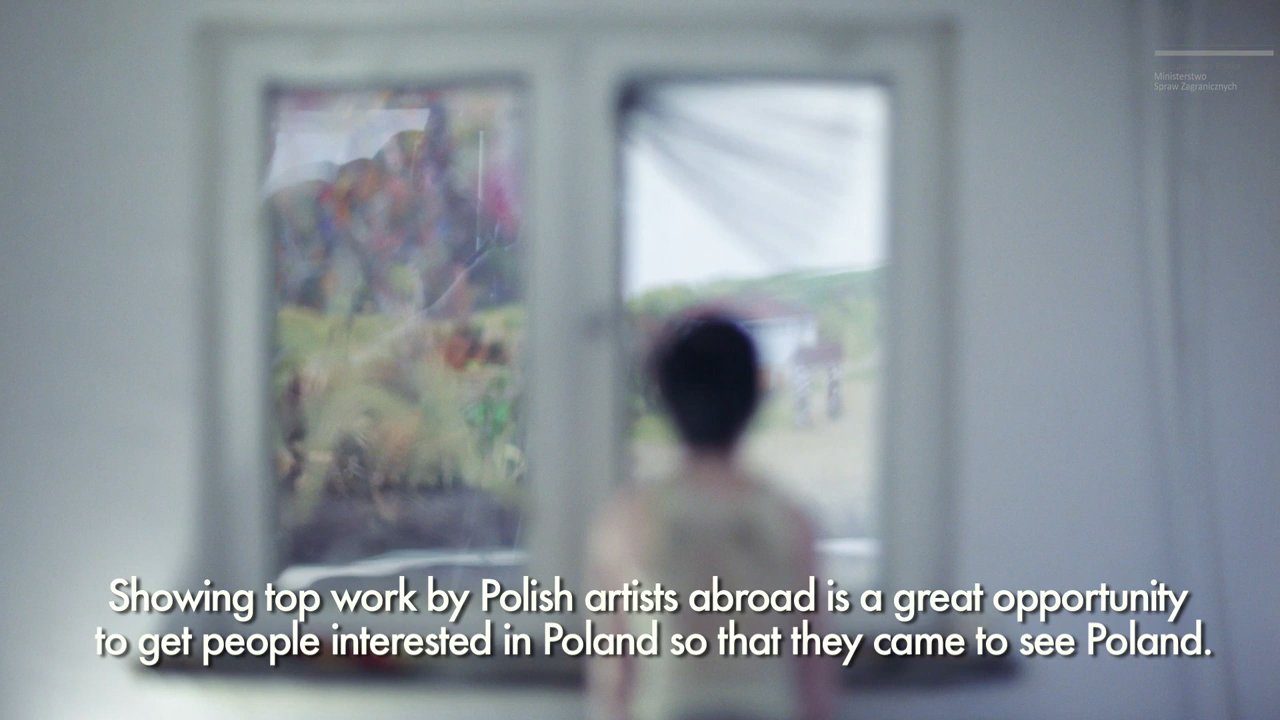 Ministerstwo
Spraw Zagranicznych
Showing top work by Polish artists abroad is a great opportunity
to get people interested in Poland so that they came to see Poland.